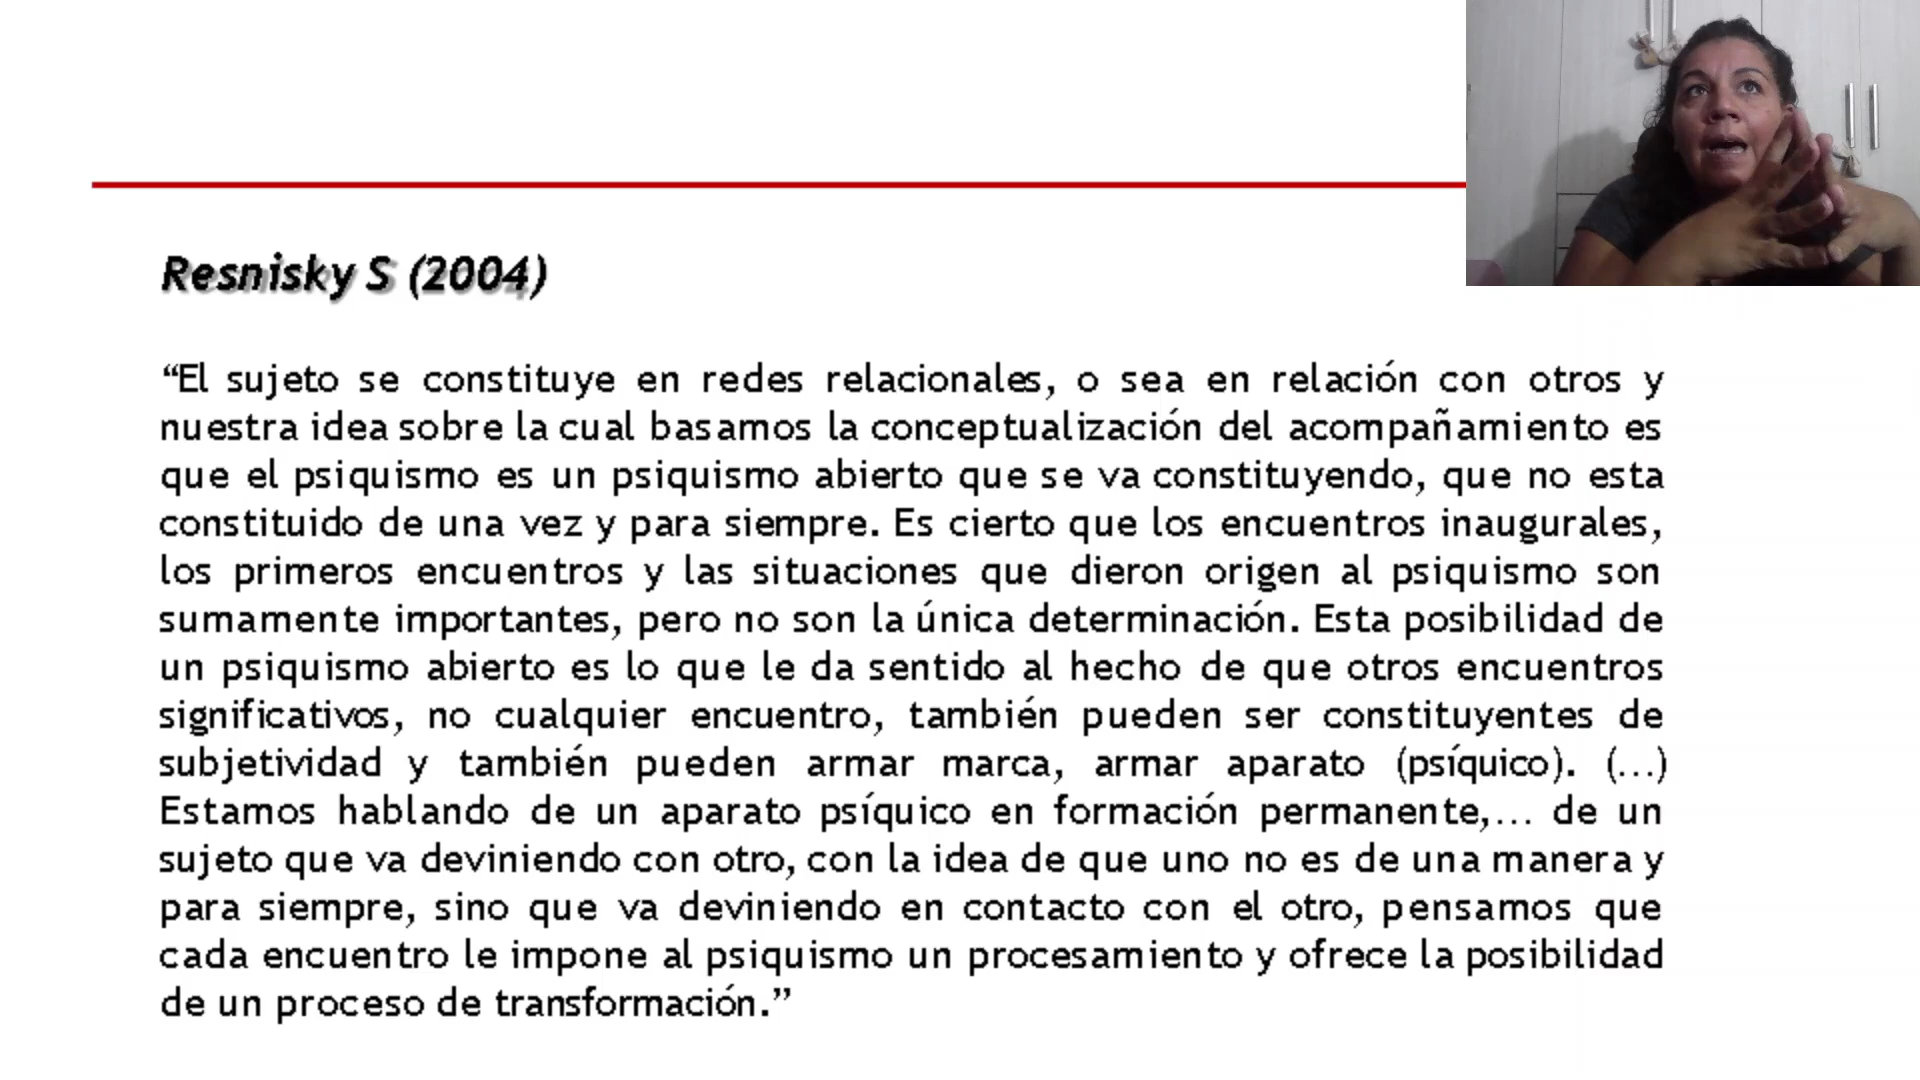 Resnisky S (2004)
“El sujeto se constituye en redes relacionales, o sea en relación con otros y
nuestra idea sobre la cual basamos la conceptualización del acompañamiento es
que el psiquismo es un psiquismo abierto que se va constituyendo, que no esta
constituido de una vez y para siempre. Es cierto que los encuentros inaugurales,
los primeros encuentros y las situaciones que dieron origen al psiquismo son
sumamente importantes, pero no son la única determinación. Esta posibilidad de
un psiquismo abierto es lo que le da sentido al hecho de que otros encuentros
significativos, no cualquier encuentro, también pueden ser constituyentes de
subjetividad y también pueden armar marca, armar aparato (psíquico). (...)
Estamos hablando de un aparato psíquico en formación permanente,... de un
sujeto que va deviniendo con otro, con la idea de que uno no es de una manera y
para siempre, sino que va deviniendo en contacto con el otro, pensamos que
cada encuentro le impone al psiquismo un procesamiento y ofrece la posibilidad
de un proceso de transformación.”